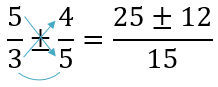 5/3 ± 4/5 = (25 ± 12)/15